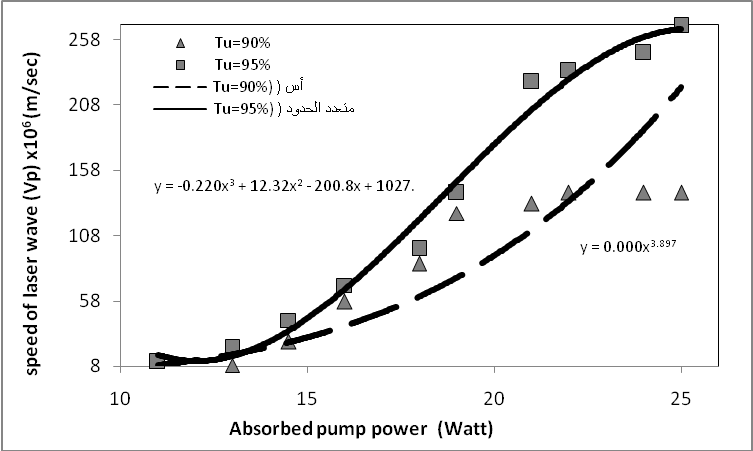 speed of laser wave (Vp) x10⁶ (m/sec)
258
208
158
108
58
8
Tu=90%
Tu=95%
أس ) (Tu=90%
متعدد الحدود ) (Tu=95%
y = -0.220x³ + 12.32x² - 200.8x + 1027.
y = 0.000x³·⁸⁹⁷
10
15
20
25
Absorbed pump power (Watt)